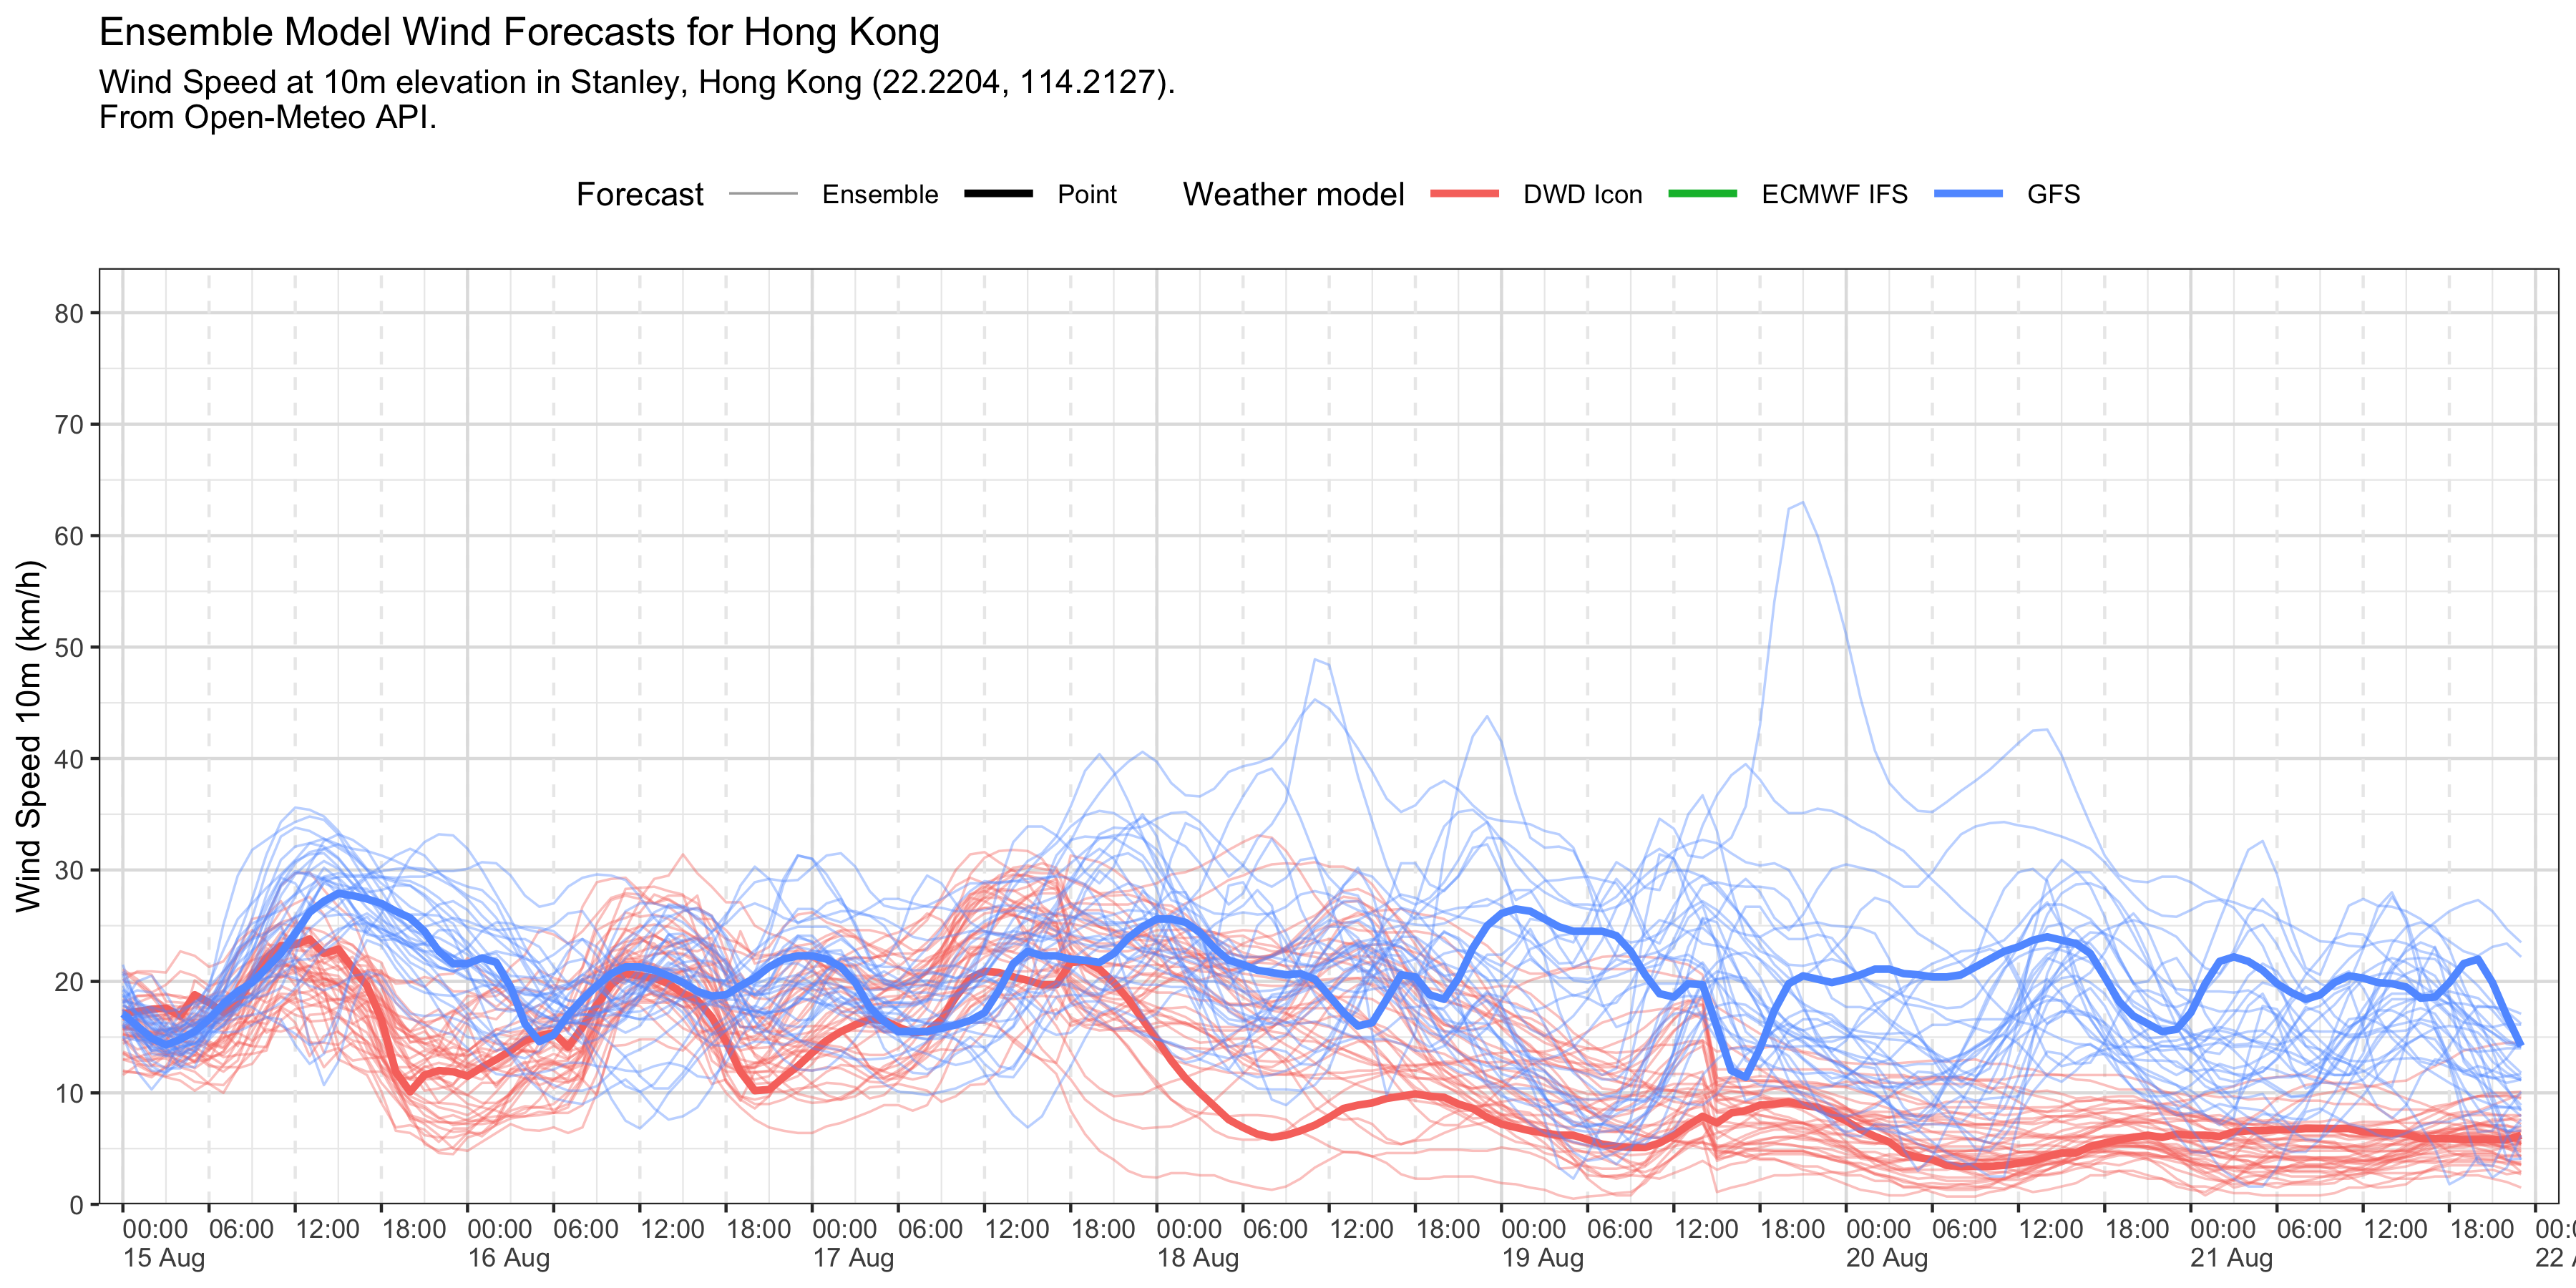 Ensemble Model Wind Forecasts for Hong Kong
Wind Speed at 10m elevation in Stanley, Hong Kong (22.2204, 114.2127).
From Open-Meteo API.
Forecast Ensemble Point Weather model DWD Icon ECMWF IFS GFS
Wind Speed 10m (km/h)
80
70
60
50
40
30
20
10
0
00:00 06:00 12:00 18:00 00:00 06:00 12:00 18:00 00:00 06:00 12:00 18:00 00:00 06:00 12:00 18:00 00:00 06:00 12:00 18:00 00:00 06:00 12:00 18:00 00:00 06:00 12:00 18:00
15 Aug 16 Aug 17 Aug 18 Aug 19 Aug 20 Aug 21 Aug 22